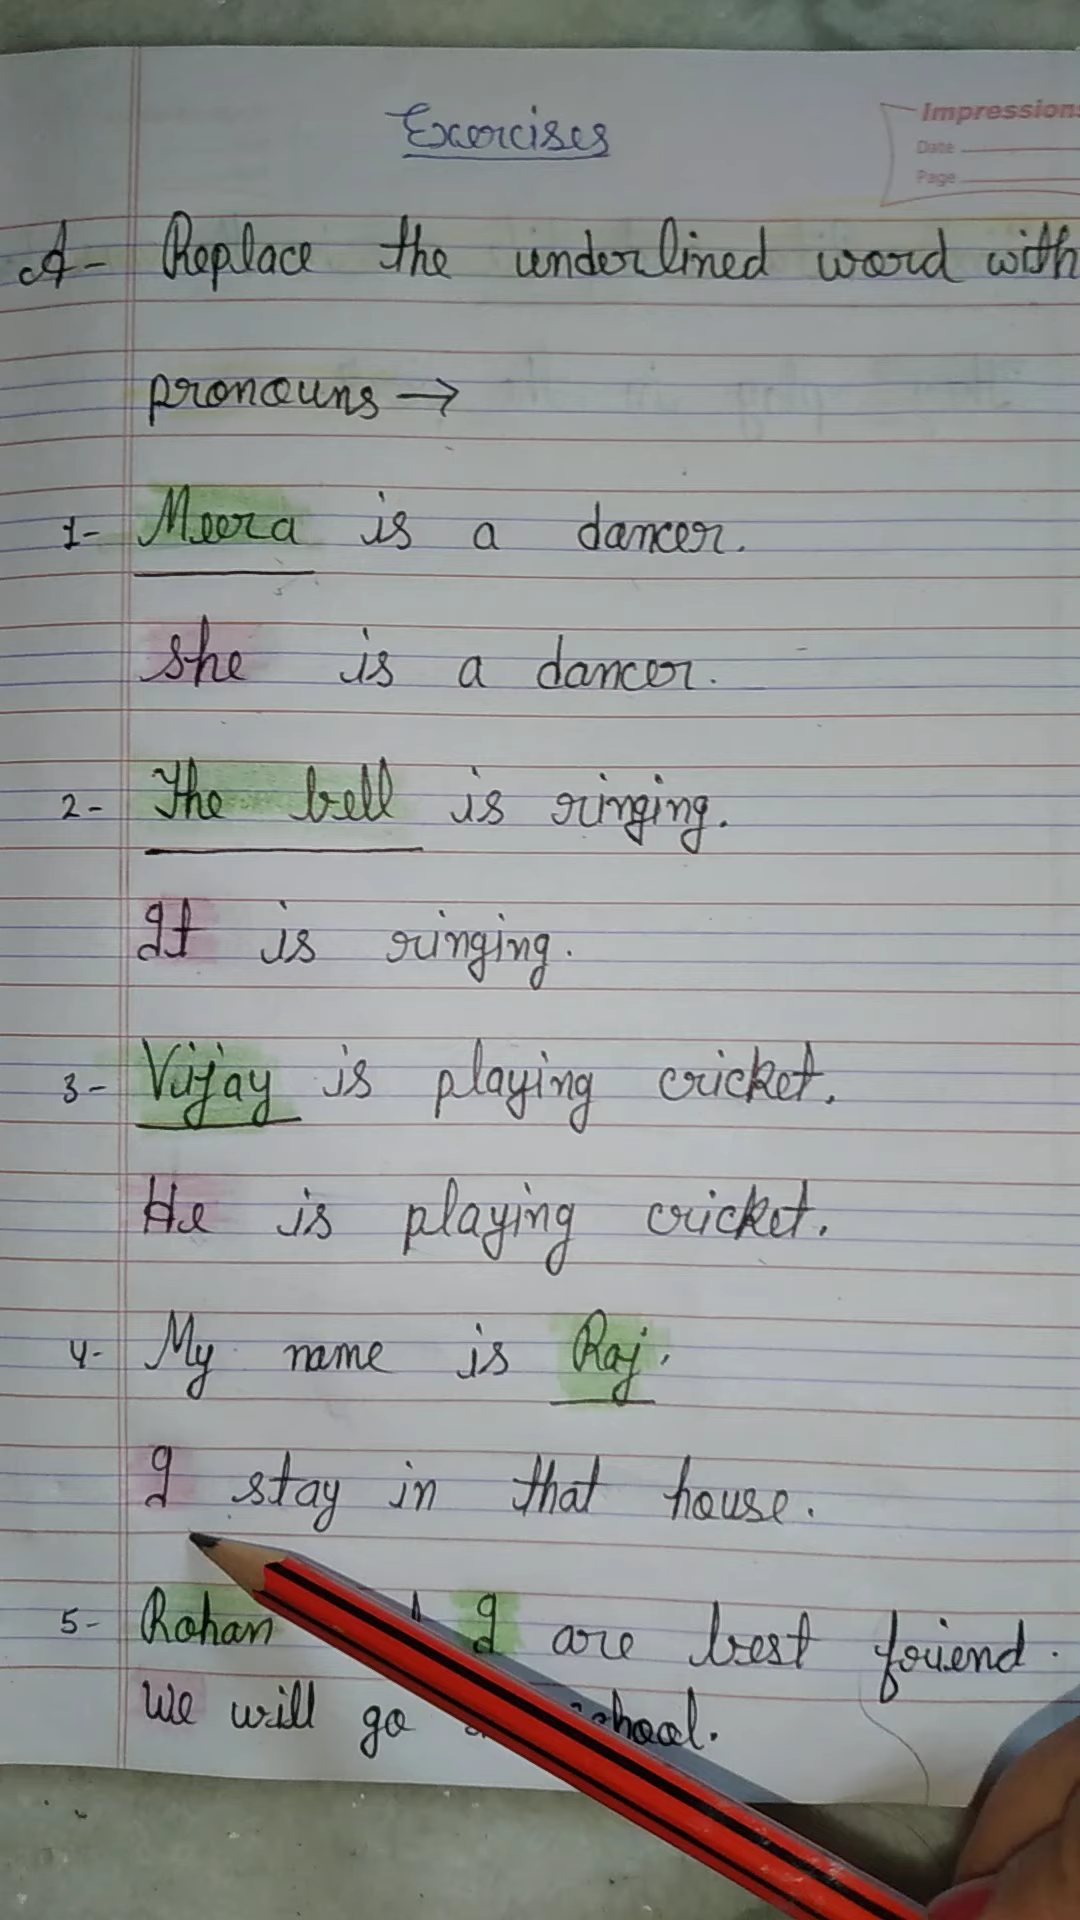 Exercises
Impression
Date
Page
A- Replace the underlined word with
pronouns →
1- Meera is a dancer.
she is a dancer.
2- The bell is ringing.
It is ringing.
3- Vijay is playing cricket.
He is playing cricket.
4- My name is Raj.
I stay in that house.
5- Rohan I are best friend.
We will go school.